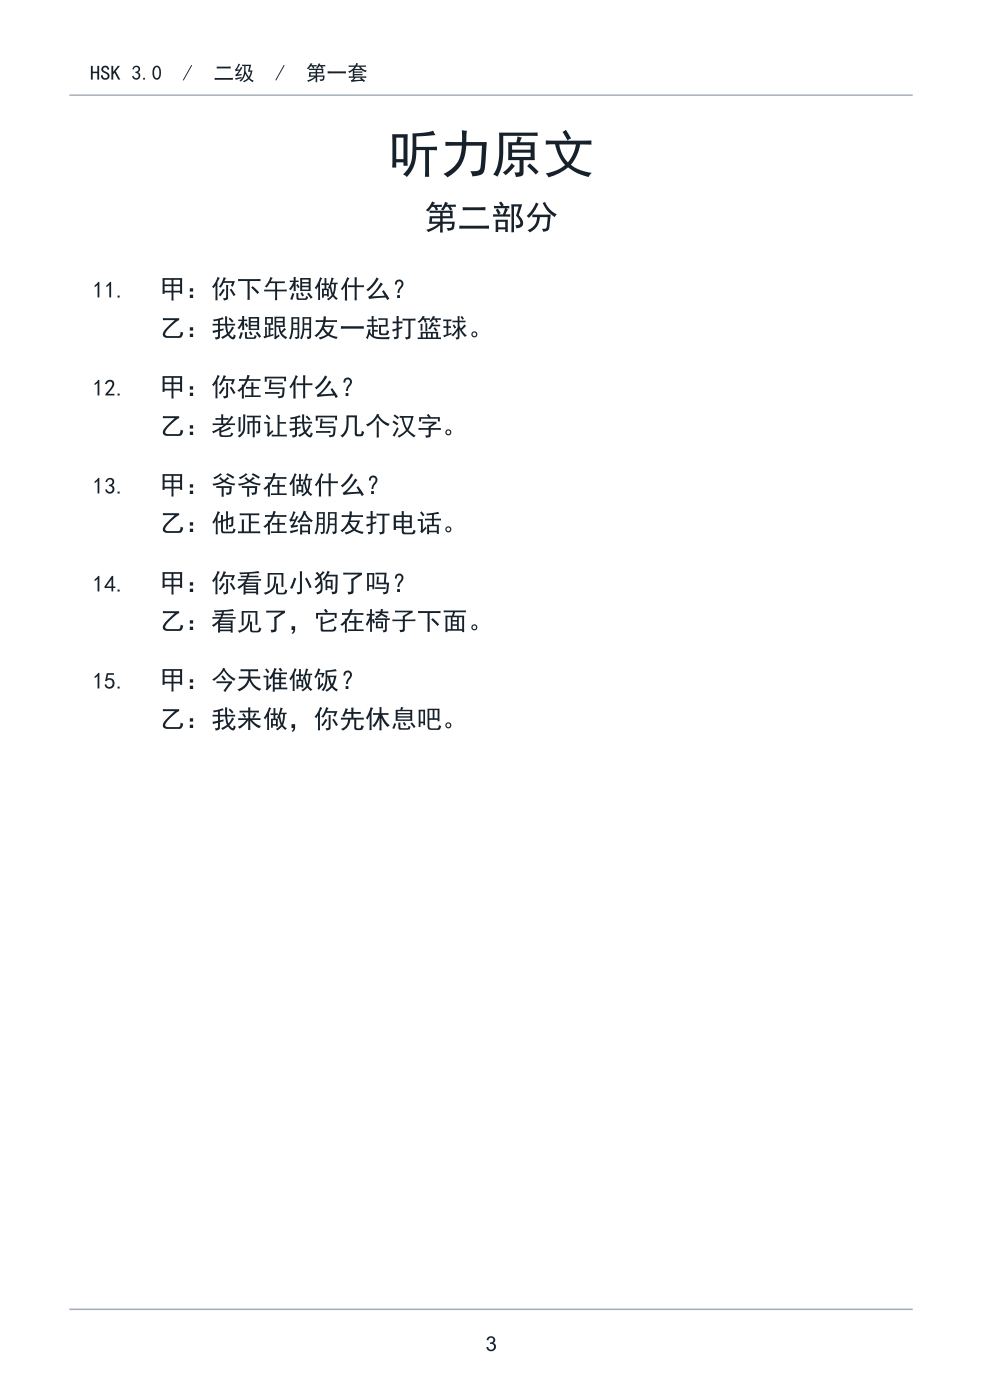 HSK 3.0 / 二级 / 第一套
听力原文
第二部分
11. 甲：你下午想做什么？
乙：我想跟朋友一起打篮球。
12. 甲：你在写什么？
乙：老师让我写几个汉字。
13. 甲：爷爷在做什么？
乙：他正在给朋友打电话。
14. 甲：你看见小狗了吗？
乙：看见了，它在椅子下面。
15. 甲：今天谁做饭？
乙：我来做，你先休息吧。
3